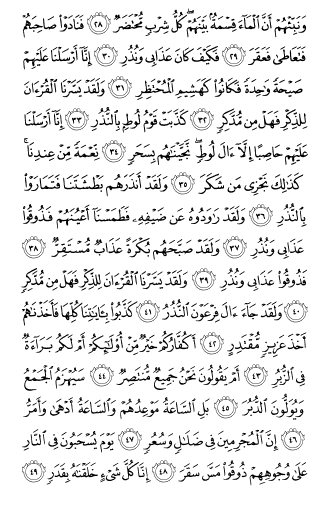 وَنَبِّئْهُمْ أَنَّ ٱلْمَآءَ قِسْمَةٌۢ بَيْنَهُمْ ۖ كُلُّ شِرْبٍ مُّحْتَضَرٌ ﴿٢٨﴾ فَنَادَوْا۟ صَاحِبَهُمْ
فَتَعَاطَىٰ فَعَقَرَ ﴿٢٩﴾ فَكَيْفَ كَانَ عَذَابِى وَنُذُرِ ﴿٣٠﴾ إِنَّآ أَرْسَلْنَا عَلَيْهِمْ
صَيْحَةً وَٰحِدَةً فَكَانُوا۟ كَهَشِيمِ ٱلْمُحْتَظِرِ ﴿٣١﴾ وَلَقَدْ يَسَّرْنَا ٱلْقُرْءَانَ
لِلذِّكْرِ فَهَلْ مِن مُّدَّكِرٍ ﴿٣٢﴾ كَذَّبَتْ قَوْمُ لُوطٍۭ بِٱلنُّذُرِ ﴿٣٣﴾ إِنَّآ أَرْسَلْنَا
عَلَيْهِمْ حَاصِبًا إِلَّآ ءَالَ لُوطٍ ۖ نَّجَّيْنَٰهُم بِسَحَرٍ ﴿٣٤﴾ نِّعْمَةً مِّنْ عِندِنَا ۚ
كَذَٰلِكَ نَجْزِى مَن شَكَرَ ﴿٣٥﴾ وَلَقَدْ أَنذَرَهُم بَطْشَتَنَا فَتَمَارَوْا۟
بِٱلنُّذُرِ ﴿٣٦﴾ وَلَقَدْ رَٰوَدُوهُ عَن ضَيْفِهِۦ فَطَمَسْنَآ أَعْيُنَهُمْ فَذُوقُوا۟
عَذَابِى وَنُذُرِ ﴿٣٧﴾ وَلَقَدْ صَبَّحَهُم بُكْرَةً عَذَابٌ مُّسْتَقِرٌّ ﴿٣٨﴾
فَذُوقُوا۟ عَذَابِى وَنُذُرِ ﴿٣٩﴾ وَلَقَدْ يَسَّرْنَا ٱلْقُرْءَانَ لِلذِّكْرِ فَهَلْ مِن مُّدَّكِرٍ
﴿٤٠﴾ وَلَقَدْ جَآءَ ءَالَ فِرْعَوْنَ ٱلنُّذُرُ ﴿٤١﴾ كَذَّبُوا۟ بِـَٔايَٰتِنَا كُلِّهَا فَأَخَذْنَٰهُمْ
أَخْذَ عَزِيزٍ مُّقْتَدِرٍ ﴿٤٢﴾ أَكُفَّارُكُمْ خَيْرٌ مِّنْ أُو۟لَٰٓئِكُمْ أَمْ لَكُم بَرَآءَةٌ
فِى ٱلزُّبُرِ ﴿٤٣﴾ أَمْ يَقُولُونَ نَحْنُ جَمِيعٌ مُّنتَصِرٌ ﴿٤٤﴾ سَيُهْزَمُ ٱلْجَمْعُ
وَيُوَلُّونَ ٱلدُّبُرَ ﴿٤٥﴾ بَلِ ٱلسَّاعَةُ مَوْعِدُهُمْ وَٱلسَّاعَةُ أَدْهَىٰ وَأَمَرُّ
﴿٤٦﴾ إِنَّ ٱلْمُجْرِمِينَ فِى ضَلَٰلٍ وَسُعُرٍ ﴿٤٧﴾ يَوْمَ يُسْحَبُونَ فِى ٱلنَّارِ
عَلَىٰ وُجُوهِهِمْ ذُوقُوا۟ مَسَّ سَقَرَ ﴿٤٨﴾ إِنَّا كُلَّ شَىْءٍ خَلَقْنَٰهُ بِقَدَرٍ ﴿٤٩﴾